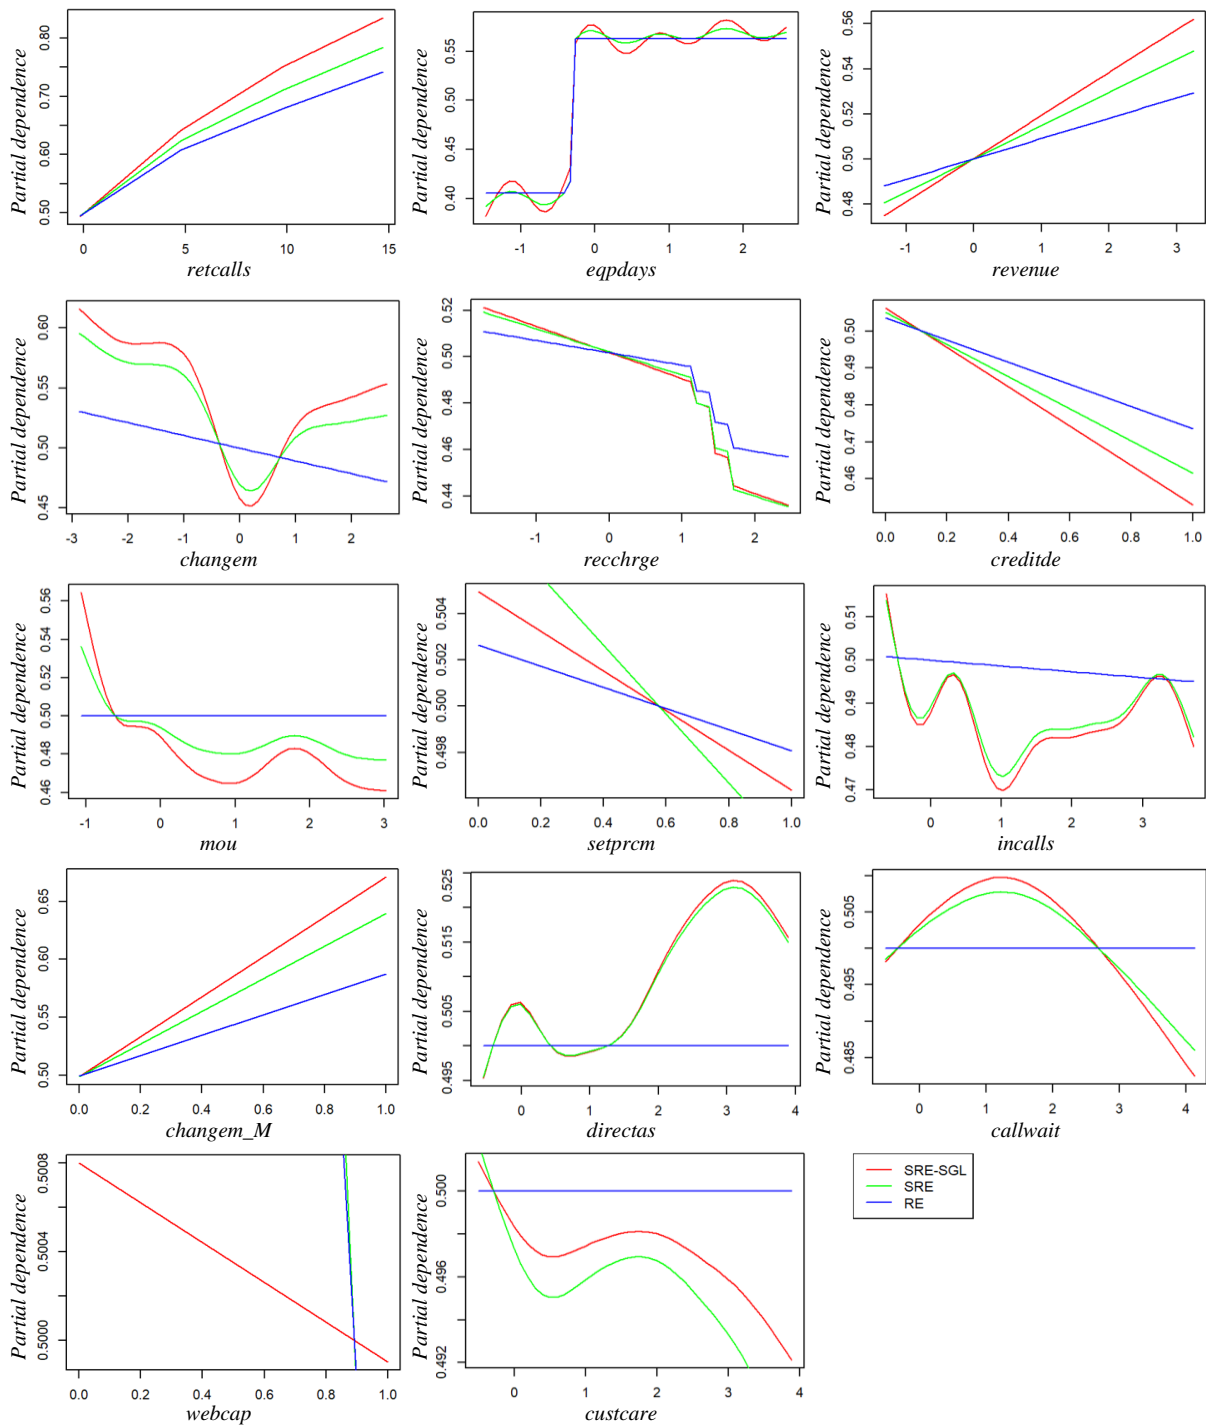 Partial dependence
0.50 0.60 0.70 0.80
0 5 10 15
retcalls
Partial dependence
0.40 0.45 0.50 0.55
-1 0 1 2
eqpdays
Partial dependence
0.48 0.50 0.52 0.54 0.56
-1 0 1 2 3
revenue
Partial dependence
0.45 0.50 0.55 0.60
-3 -2 -1 0 1 2
changem
Partial dependence
0.44 0.46 0.48 0.50 0.52
-1 0 1 2
recchrge
Partial dependence
0.46 0.47 0.48 0.49 0.50
0.0 0.2 0.4 0.6 0.8 1.0
creditde
Partial dependence
0.46 0.48 0.50 0.52 0.54 0.56
-1 0 1 2 3
mou
Partial dependence
0.498 0.500 0.502 0.504
0.0 0.2 0.4 0.6 0.8 1.0
setprcm
Partial dependence
0.47 0.48 0.49 0.50 0.51
0 1 2 3
incalls
Partial dependence
0.50 0.55 0.60 0.65
0.0 0.2 0.4 0.6 0.8 1.0
changem_M
Partial dependence
0.495 0.505 0.515 0.525
0 1 2 3 4
directas
Partial dependence
0.485 0.495 0.505
0 1 2 3 4
callwait
Partial dependence
0.5000 0.5004 0.5008
0.0 0.2 0.4 0.6 0.8 1.0
webcap
Partial dependence
0.492 0.496 0.500
0 1 2 3 4
custcare
SRE-SGL
SRE
RE